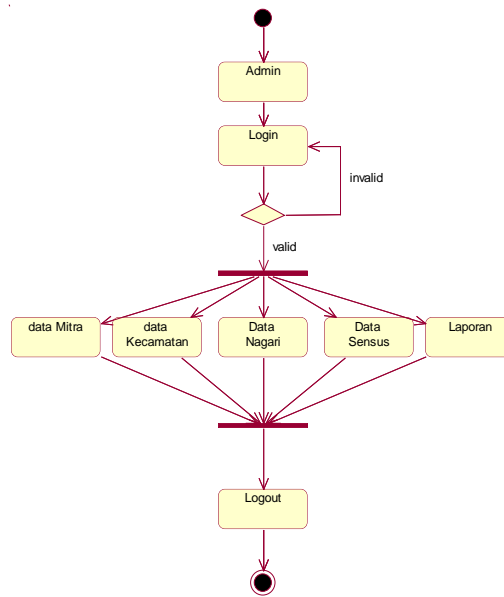 Admin
Login
invalid
valid
data Mitra
data
Kecamatan
Data
Nagari
Data
Sensus
Laporan
Logout